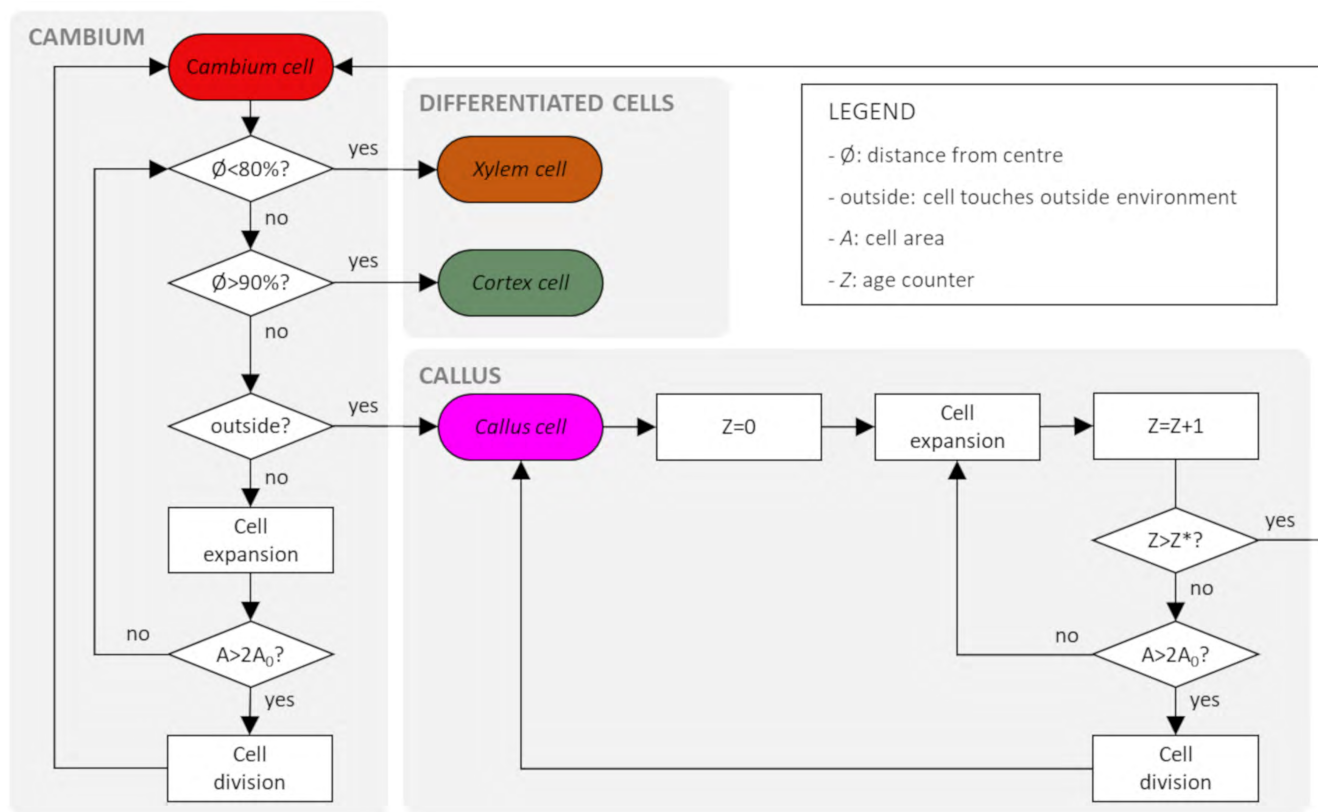 CAMBIUM
Cambium cell
Ø<80%?
yes
no
Ø>90%?
yes
no
outside?
yes
no
Cell
expansion
A>2A₀?
no
yes
Cell
division
DIFFERENTIATED CELLS
Xylem cell
Cortex cell
LEGEND
- Ø: distance from centre
- outside: cell touches outside environment
- A: cell area
- Z: age counter
CALLUS
Callus cell
Z=0
Cell
expansion
Z=Z+1
Z>Z*?
yes
no
A>2A₀?
no
yes
Cell
division